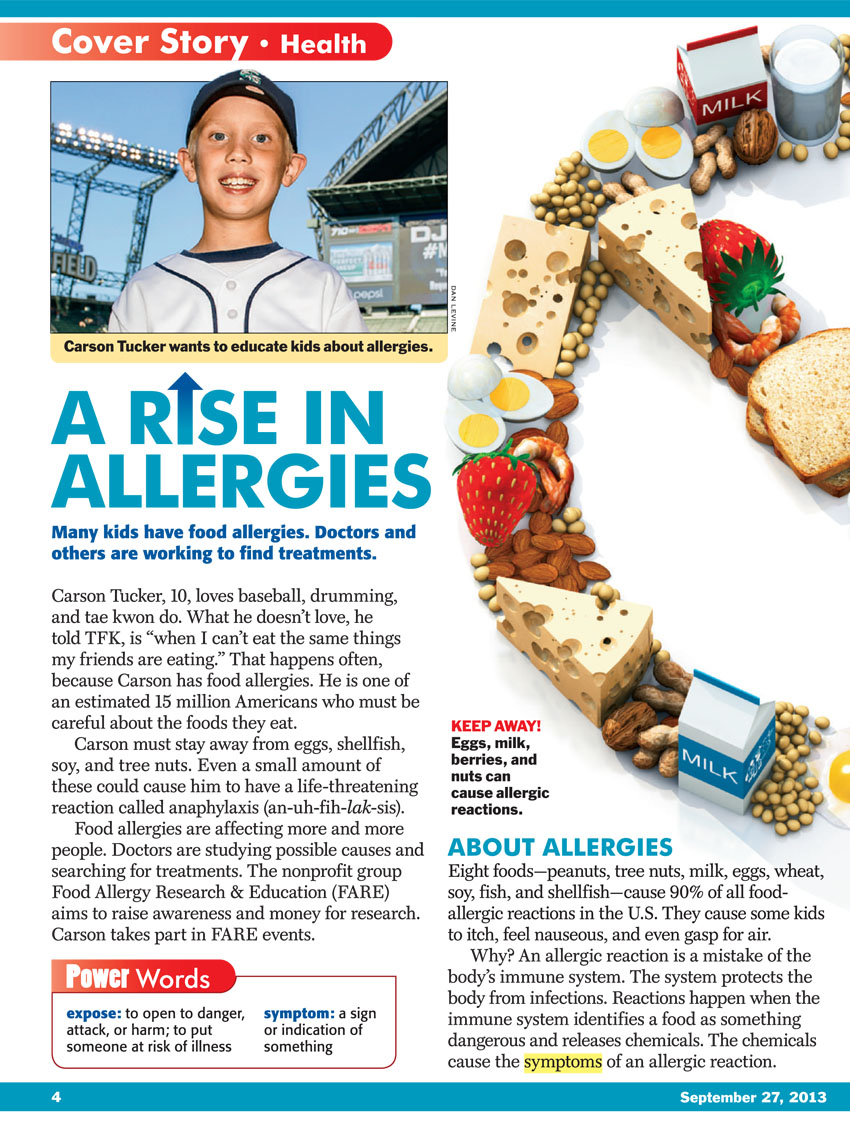 Cover Story • Health
FIELD
710
DJ
#M
pepsi
DAN LEVINE
Carson Tucker wants to educate kids about allergies.
A RISE IN
ALLERGIES
Many kids have food allergies. Doctors and
others are working to find treatments.
Carson Tucker, 10, loves baseball, drumming,
and tae kwon do. What he doesn’t love, he
told TFK, is “when I can’t eat the same things
my friends are eating.” That happens often,
because Carson has food allergies. He is one of
an estimated 15 million Americans who must be
careful about the foods they eat.
Carson must stay away from eggs, shellfish,
soy, and tree nuts. Even a small amount of
these could cause him to have a life-threatening
reaction called anaphylaxis (an-uh-fih-lak-sis).
Food allergies are affecting more and more
people. Doctors are studying possible causes and
searching for treatments. The nonprofit group
Food Allergy Research & Education (FARE)
aims to raise awareness and money for research.
Carson takes part in FARE events.
Power Words
expose: to open to danger,
attack, or harm; to put
someone at risk of illness
symptom: a sign
or indication of
something
MILK
MILK
KEEP AWAY!
Eggs, milk,
berries, and
nuts can
cause allergic
reactions.
ABOUT ALLERGIES
Eight foods—peanuts, tree nuts, milk, eggs, wheat,
soy, fish, and shellfish—cause 90% of all food-
allergic reactions in the U.S. They cause some kids
to itch, feel nauseous, and even gasp for air.
Why? An allergic reaction is a mistake of the
body’s immune system. The system protects the
body from infections. Reactions happen when the
immune system identifies a food as something
dangerous and releases chemicals. The chemicals
cause the symptoms of an allergic reaction.
4
September 27, 2013